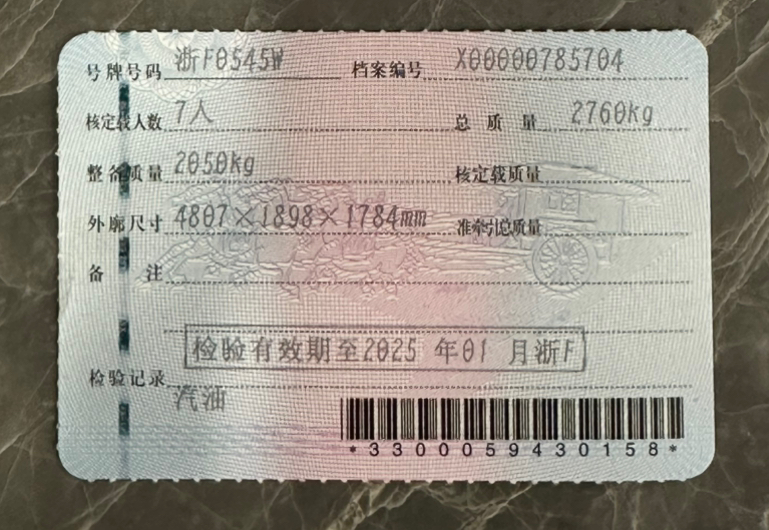 号牌号码 浙F0545W 档案编号 X00000785704
核定载人数 7人 总质量 2760kg
整备质量 2050kg 核定载质量
外廓尺寸 4807×1898×1784mm 准牵引总质量
备注
检验有效期至2025 年01 月浙F
检验记录
汽油
*3300059430158*